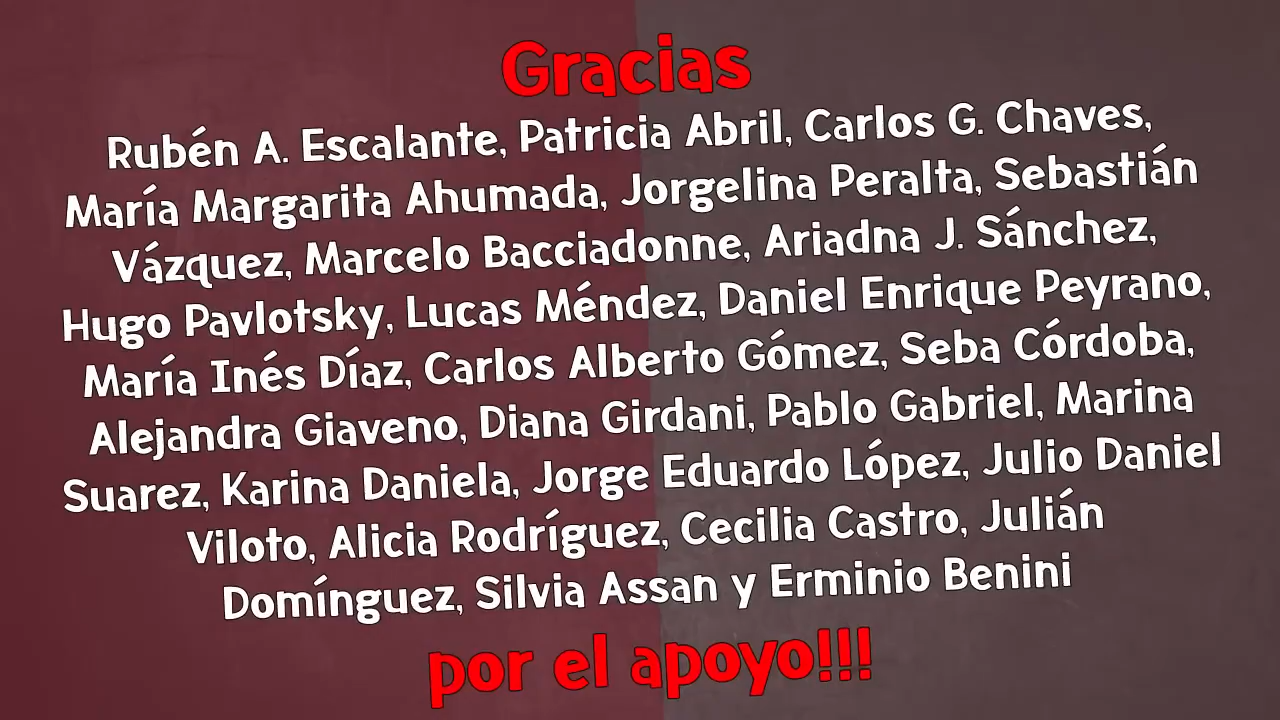 Gracias
Rubén A. Escalante, Patricia Abril, Carlos G. Chaves,
María Margarita Ahumada, Jorgelina Peralta, Sebastián
Vázquez, Marcelo Bacciadonne, Ariadna J. Sánchez,
Hugo Pavlotsky, Lucas Méndez, Daniel Enrique Peyrano,
María Inés Díaz, Carlos Alberto Gómez, Seba Córdoba,
Alejandra Giaveno, Diana Girdani, Pablo Gabriel, Marina
Suarez, Karina Daniela, Jorge Eduardo López, Julio Daniel
Viloto, Alicia Rodríguez, Cecilia Castro, Julián
Domínguez, Silvia Assan y Erminio Benini
por el apoyo!!!